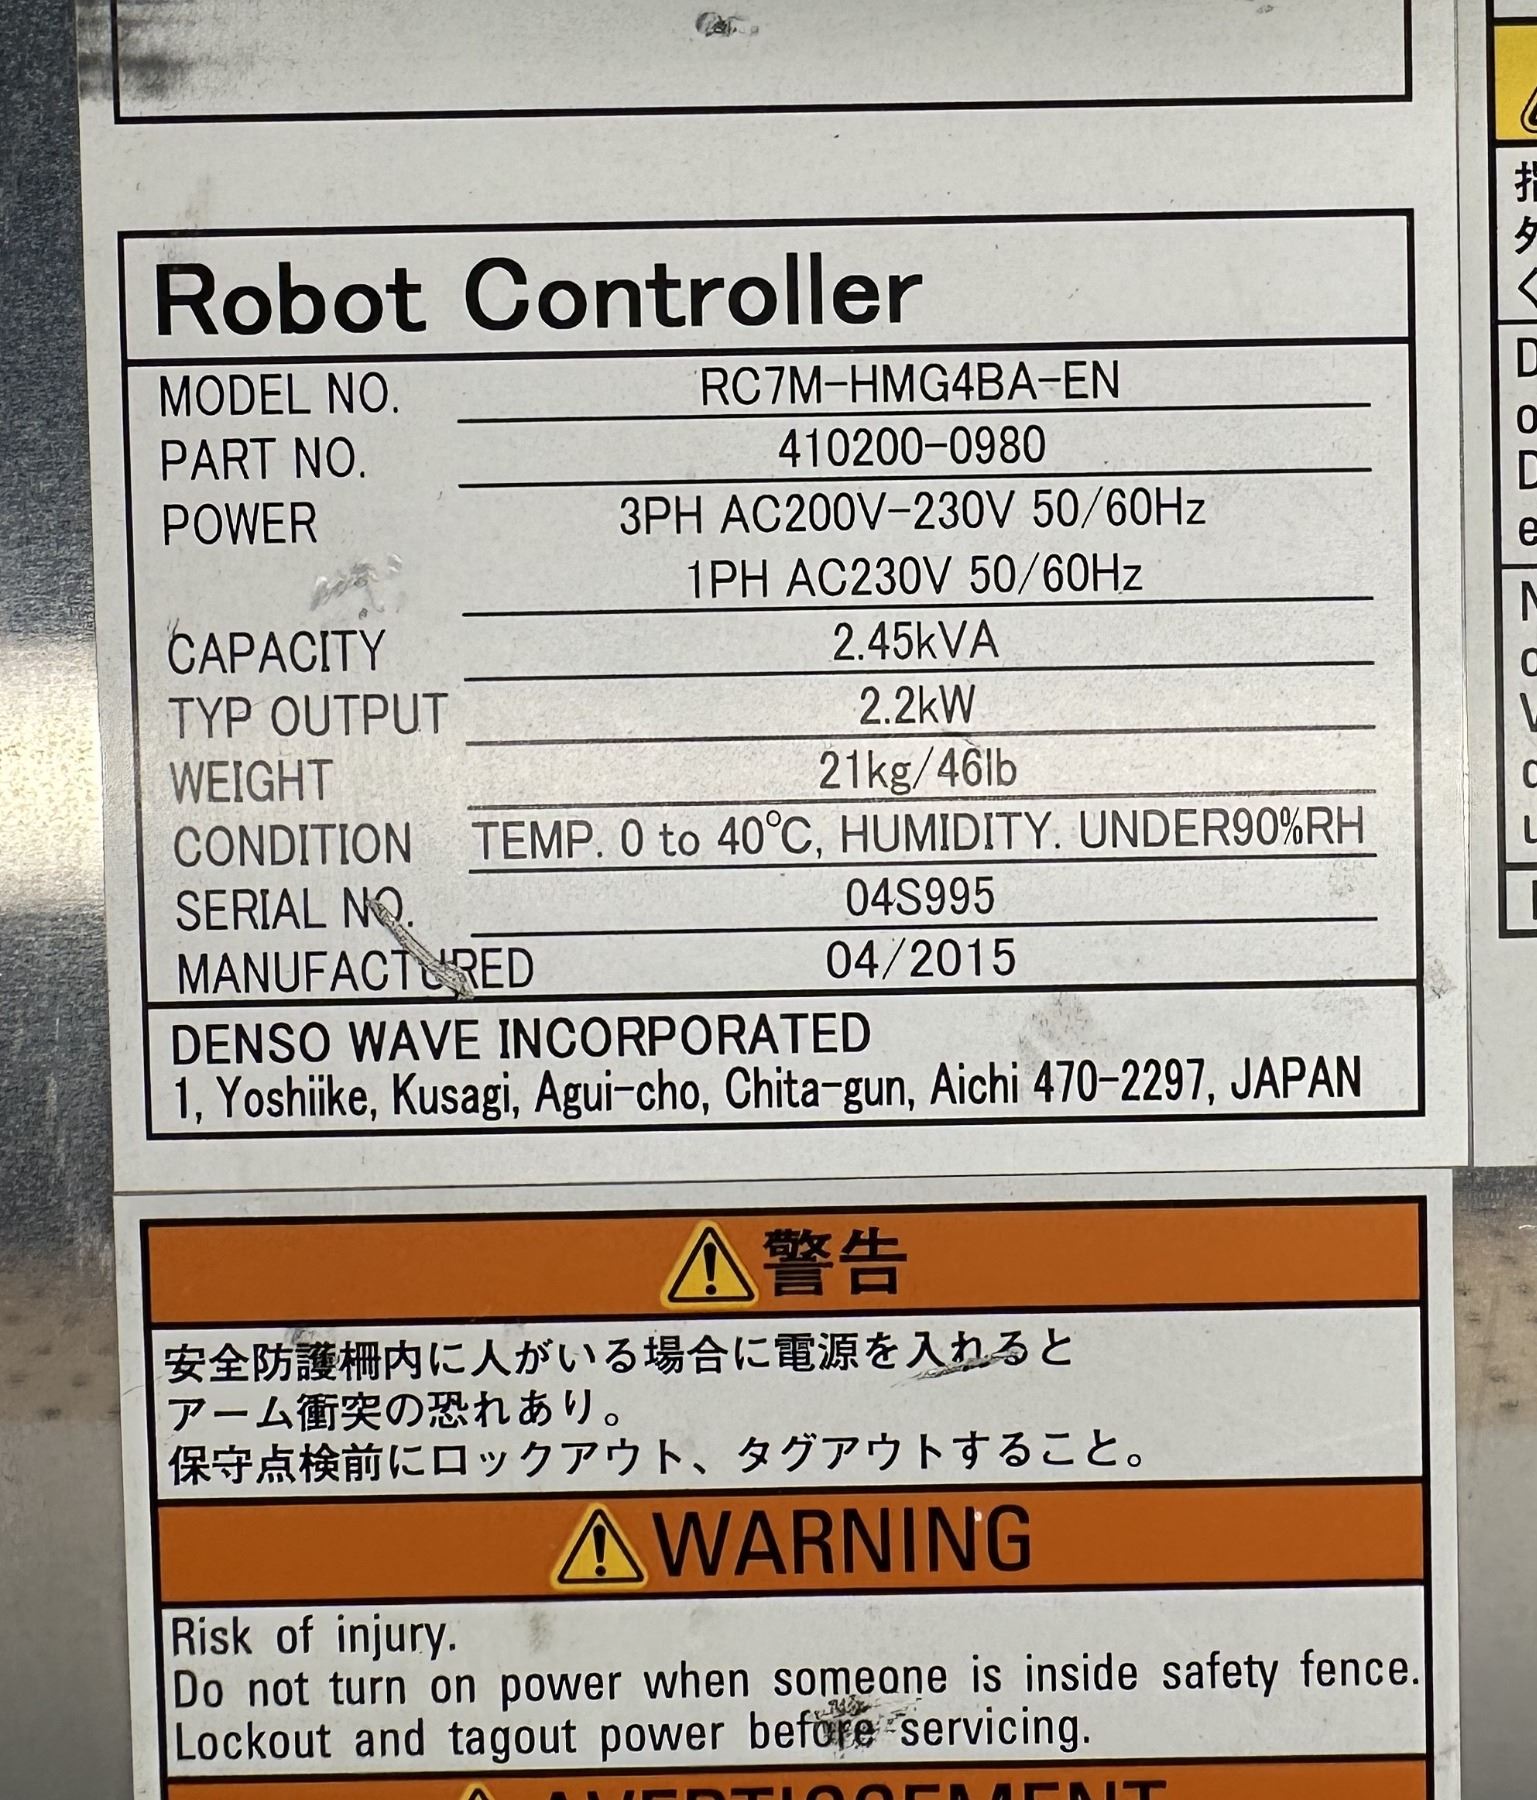 Robot Controller
MODEL NO. RC7M-HMG4BA-EN
PART NO. 410200-0980
POWER 3PH AC200V-230V 50/60Hz
1PH AC230V 50/60Hz
CAPACITY 2.45kVA
TYP OUTPUT 2.2kW
WEIGHT 21kg/46lb
CONDITION TEMP. 0 to 40°C, HUMIDITY. UNDER90%RH
SERIAL NO. 04S995
MANUFACTURED 04/2015
DENSO WAVE INCORPORATED
1, Yoshiike, Kusagi, Agui-cho, Chita-gun, Aichi 470-2297, JAPAN
警告
安全防護柵内に人がいる場合に電源を入れると
アーム衝突の恐れあり。
保守点検前にロックアウト、タグアウトすること。
WARNING
Risk of injury.
Do not turn on power when someone is inside safety fence.
Lockout and tagout power before servicing.
AVERTISSEMENT